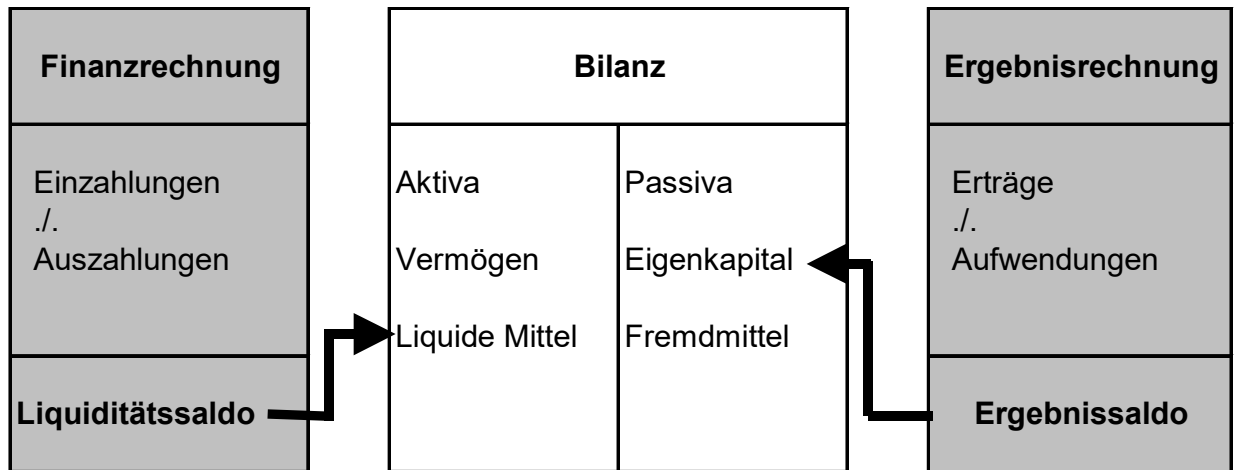 Finanzrechnung
Einzahlungen
./.
Auszahlungen
Liquiditätssaldo
Bilanz
Aktiva
Vermögen
Liquide Mittel
Passiva
Eigenkapital
Fremdmittel
Ergebnisrechnung
Erträge
./.
Aufwendungen
Ergebnissaldo